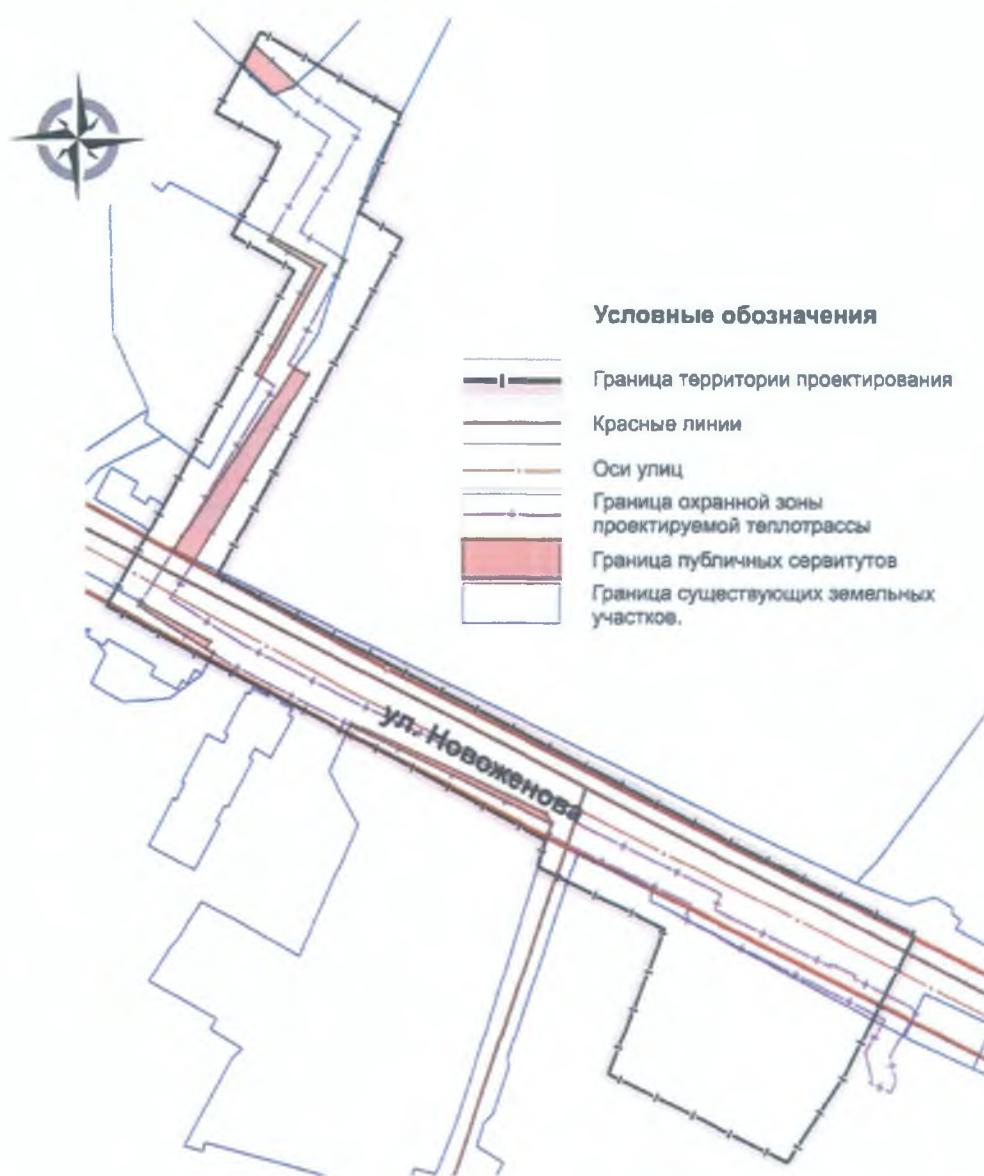 Условные обозначения
Граница территории проектирования
Красные линии
Оси улиц
Граница охранной зоны
проектируемой теплотрассы
Граница публичных сервитутов
Граница существующих земельных
участков.
ул. Новоженова